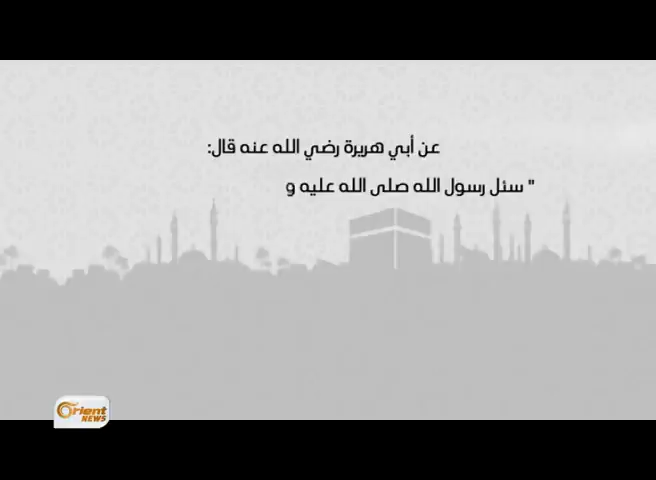 عن أبي هريرة رضي الله عنه قال:
" سئل رسول الله صلى الله عليه و
Orient
NEWS